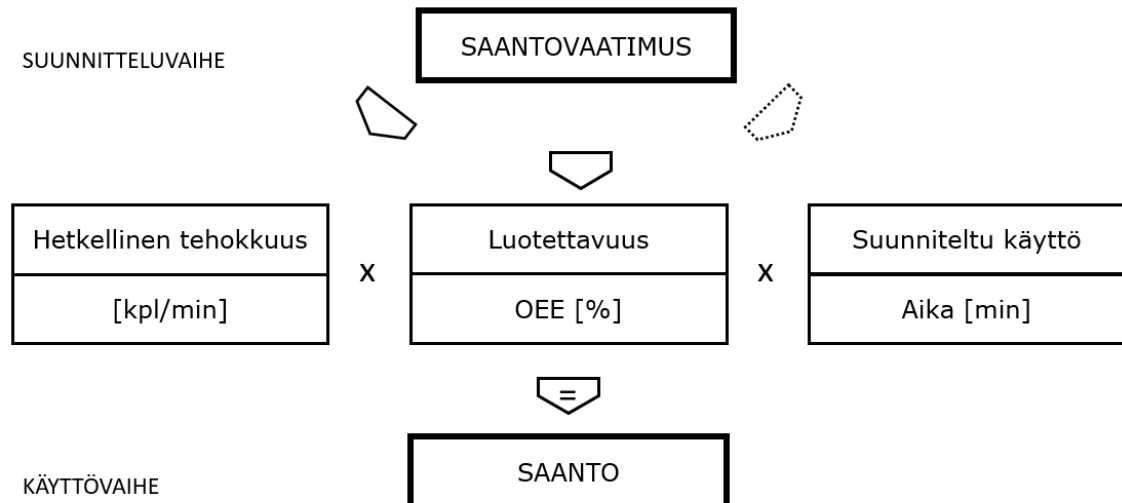 SAANTOVAATIMUS
SUUNNITTELUVAIHE
Hetkellinen tehokkuus
[kpl/min]
x
Luotettavuus
OEE [%]
x
Suunniteltu käyttö
Aika [min]
=
SAANTO
KÄYTTÖVAIHE